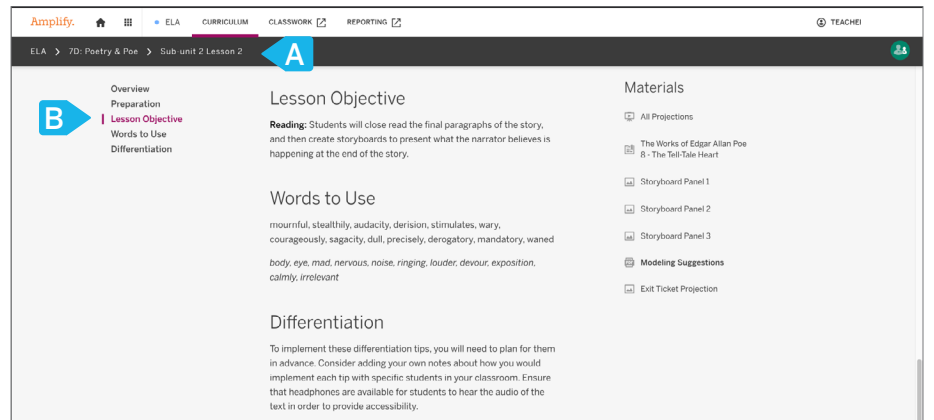 Amplify. ELA CURRICULUM CLASSWORK REPORTING TEACHEI
ELA > 7D: Poetry & Poe > Sub-unit 2 Lesson 2
A
Overview
Preparation
Lesson Objective
Words to Use
Differentiation
B
Lesson Objective
Reading: Students will close read the final paragraphs of the story,
and then create storyboards to present what the narrator believes is
happening at the end of the story.
Words to Use
mournful, stealthily, audacity, derision, stimulates, wary,
courageously, sagacity, dull, precisely, derogatory, mandatory, waned
body, eye, mad, nervous, noise, ringing, louder, devour, exposition,
calmly, irrelevant
Differentiation
To implement these differentiation tips, you will need to plan for them
in advance. Consider adding your own notes about how you would
implement each tip with specific students in your classroom. Ensure
that headphones are available for students to hear the audio of the
text in order to provide accessibility.
Materials
All Projections
The Works of Edgar Allan Poe
8 - The Tell-Tale Heart
Storyboard Panel 1
Storyboard Panel 2
Storyboard Panel 3
Modeling Suggestions
Exit Ticket Projection